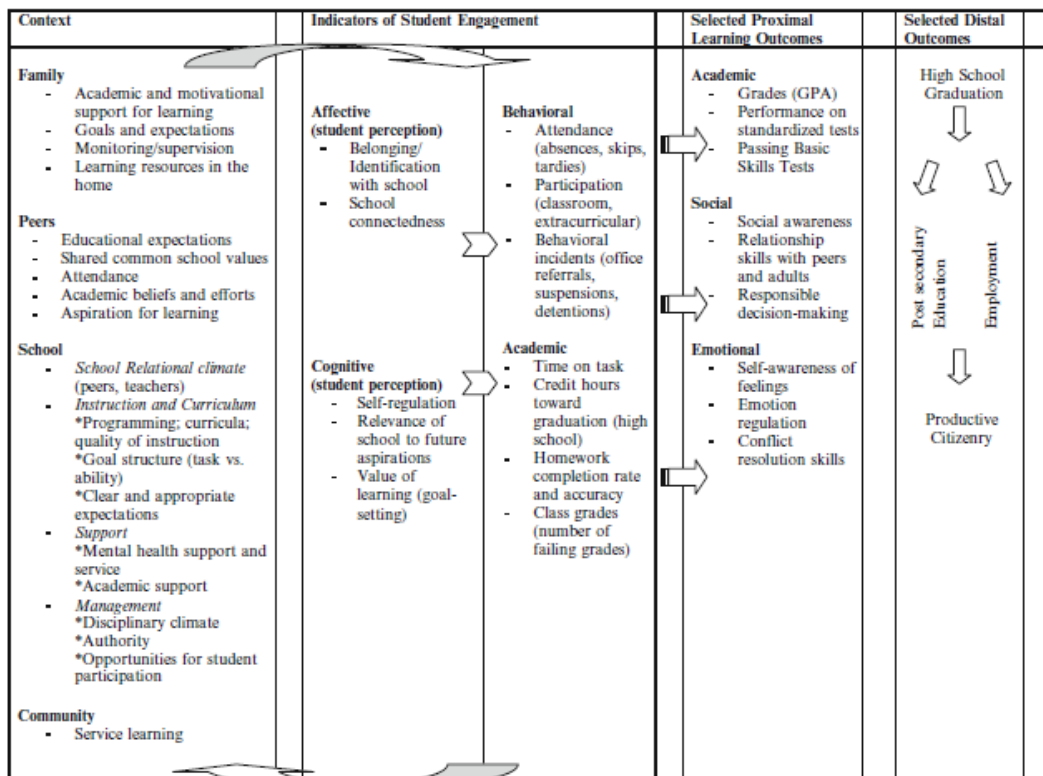 Context
Indicators of Student Engagement
Selected Proximal
Learning Outcomes
Selected Distal
Outcomes
Family
- Academic and motivational
support for learning
- Goals and expectations
- Monitoring/supervision
- Learning resources in the
home
Peers
- Educational expectations
- Shared common school values
- Attendance
- Academic beliefs and efforts
- Aspiration for learning
School
- School Relational climate
(peers, teachers)
- Instruction and Curriculum
*Programming; curricula;
quality of instruction
*Goal structure (task vs.
ability)
*Clear and appropriate
expectations
- Support
*Mental health support and
service
*Academic support
- Management
*Disciplinary climate
*Authority
*Opportunities for student
participation
Community
- Service learning
Affective
(student perception)
- Belonging/
Identification
with school
- School
connectedness
Cognitive
(student perception)
- Self-regulation
- Relevance of
school to future
aspirations
- Value of
learning (goal-
setting)
Behavioral
- Attendance
(absences, skips,
tardies)
- Participation
(classroom,
extracurricular)
- Behavioral
incidents (office
referrals,
suspensions,
detentions)
Academic
- Time on task
- Credit hours
toward
graduation (high
school)
- Homework
completion rate
and accuracy
- Class grades
(number of
failing grades)
Academic
- Grades (GPA)
- Performance on
standardized tests
- Passing Basic
Skills Tests
Social
- Social awareness
- Relationship
skills with peers
and adults
- Responsible
decision-making
Emotional
- Self-awareness of
feelings
- Emotion
regulation
- Conflict
resolution skills
High School
Graduation
Post secondary
Education
Employment
Productive
Citizenry